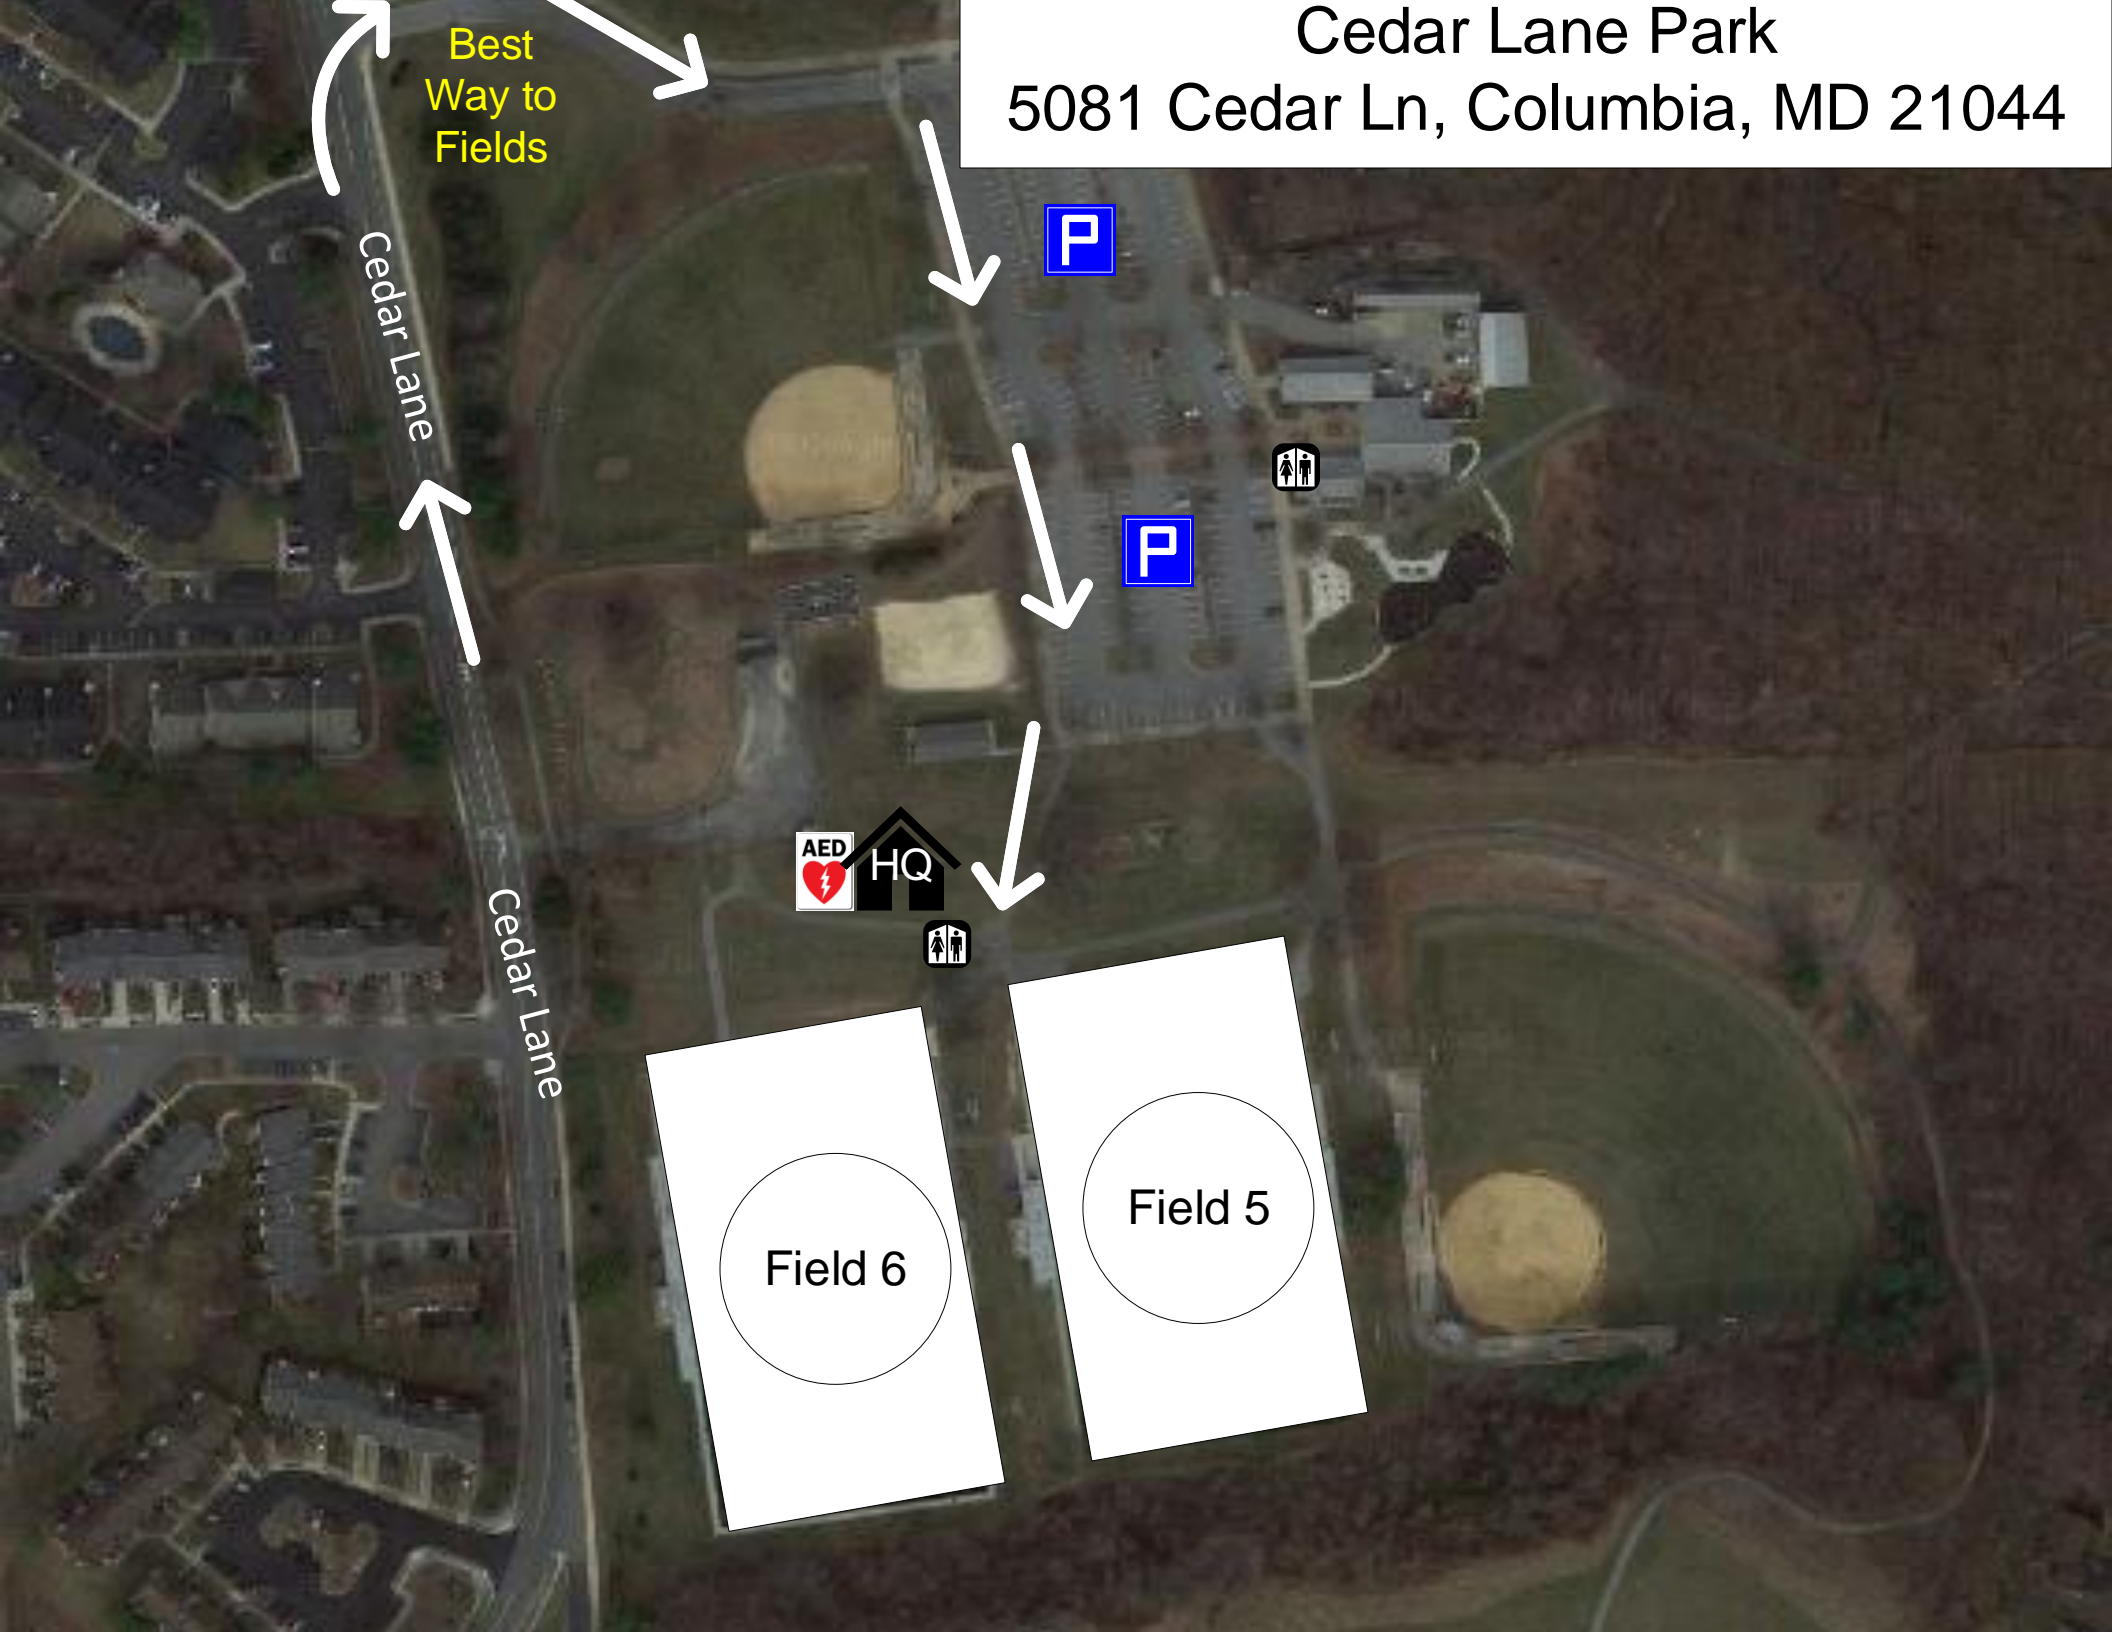 Cedar Lane Park
5081 Cedar Ln, Columbia, MD 21044
Best
Way to
Fields
P
Cedar Lane
P
AED
HQ
Cedar Lane
Field 5
Field 6